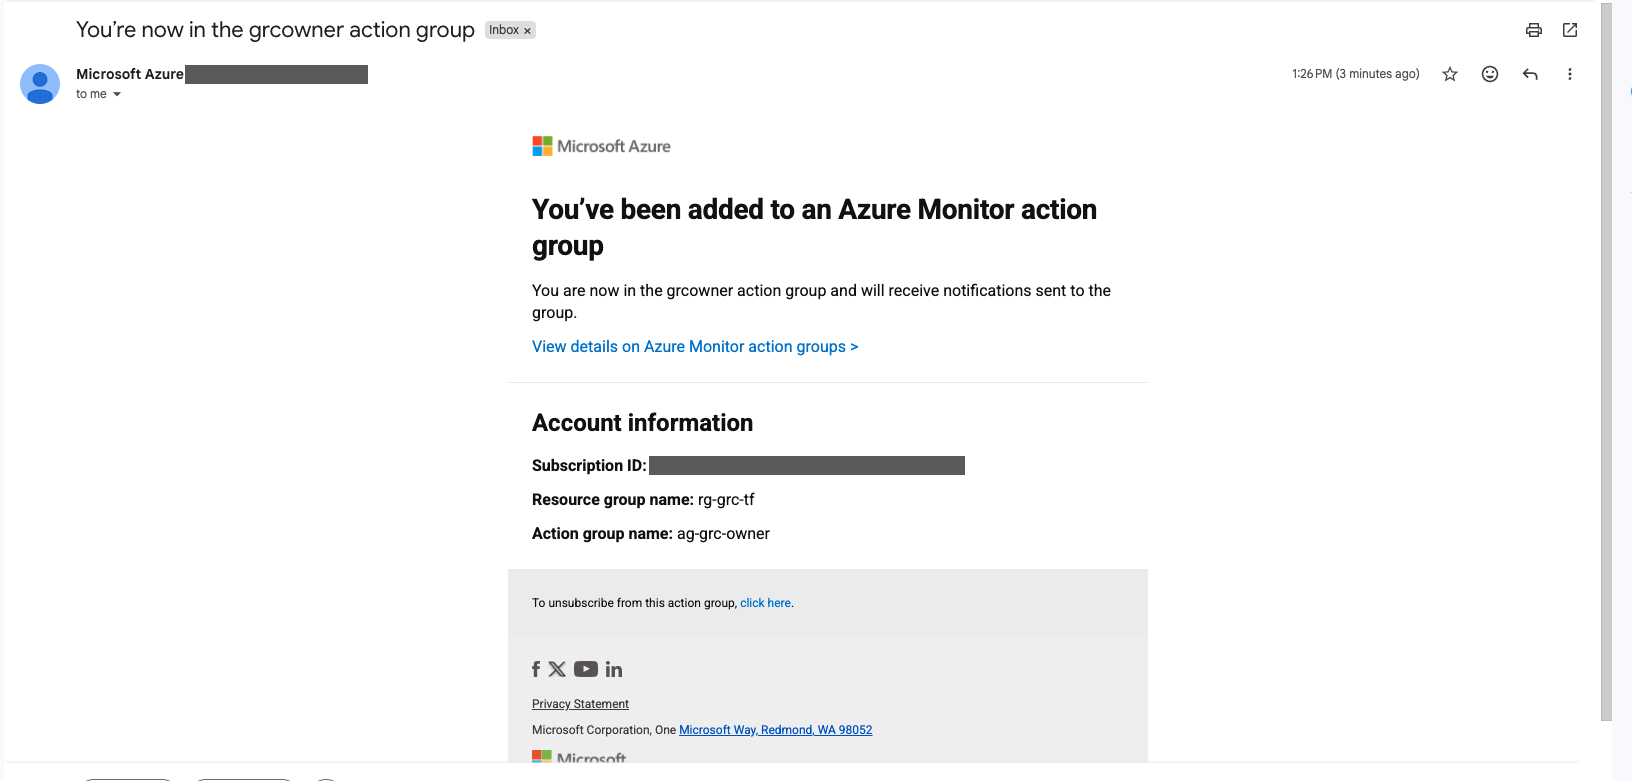 You’re now in the grcowner action group Inbox ×
Microsoft Azure
1:26 PM (3 minutes ago)
to me
Microsoft Azure
You’ve been added to an Azure Monitor action
group
You are now in the grcowner action group and will receive notifications sent to the
group.
View details on Azure Monitor action groups >
Account information
Subscription ID:
Resource group name: rg-grc-tf
Action group name: ag-grc-owner
To unsubscribe from this action group, click here.
Privacy Statement
Microsoft Corporation, One Microsoft Way, Redmond, WA 98052
Microsoft